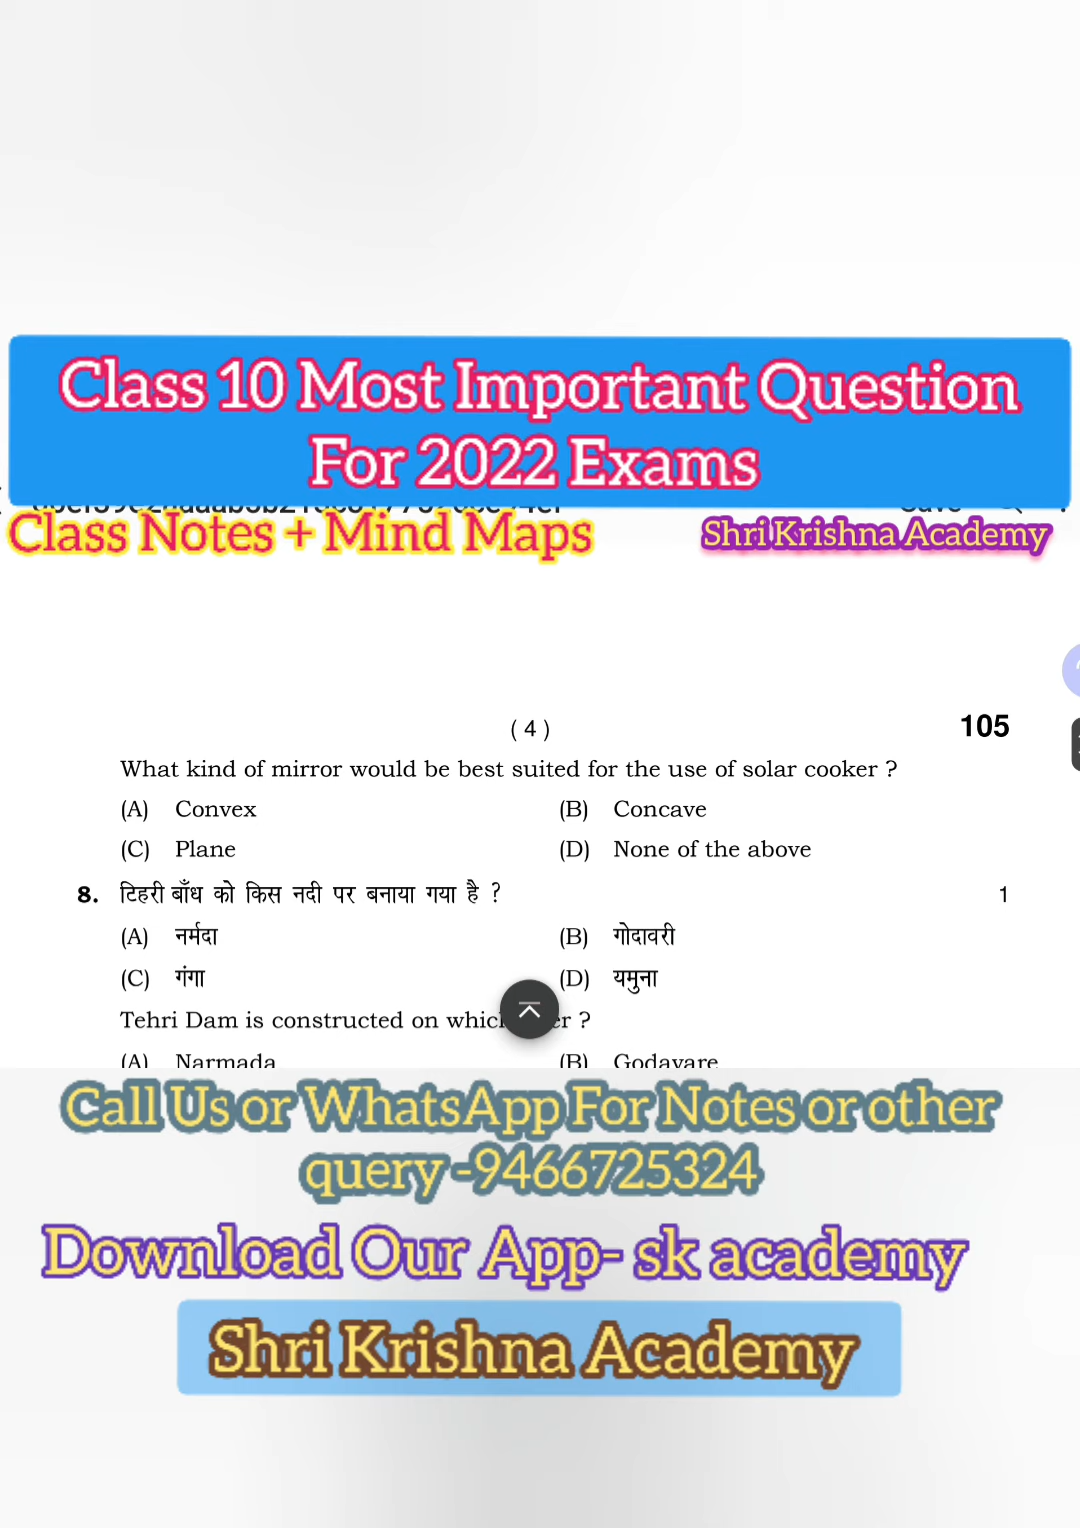 Class 10 Most Important Question
For 2022 Exams
Class Notes + Mind Maps
Shri Krishna Academy
( 4 )
105
What kind of mirror would be best suited for the use of solar cooker ?
(A) Convex (B) Concave
(C) Plane (D) None of the above
8. टिहरी बाँध को किस नदी पर बनाया गया है ? 1
(A) नर्मदा (B) गोदावरी
(C) गंगा (D) यमुना
Tehri Dam is constructed on ?
(A) Narmada (B) Godavare
Call Us or WhatsApp For Notes or other
query -9466725324
Download Our App- sk academy
Shri Krishna Academy